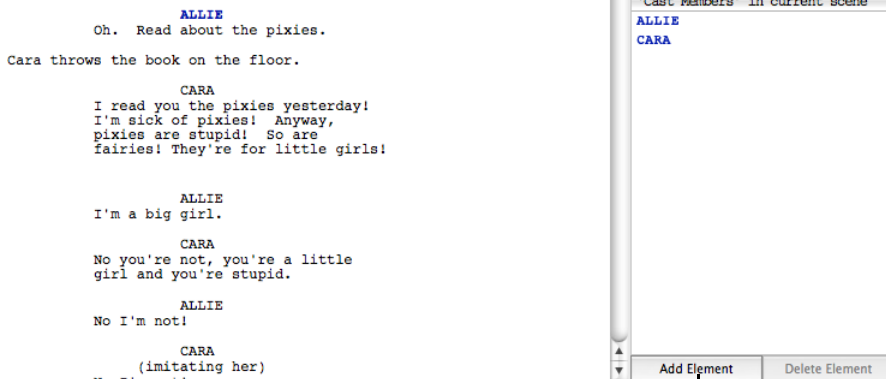 ALLIE
Oh.  Read about the pixies.
Cara throws the book on the floor.
CARA
I read you the pixies yesterday!
I'm sick of pixies!  Anyway,
pixies are stupid!  So are
fairies! They're for little girls!
ALLIE
I'm a big girl.
CARA
No you're not, you're a little
girl and you're stupid.
ALLIE
No I'm not!
CARA
(imitating her)
"Cast Members" in current scene
ALLIE
CARA
Add Element
Delete Element